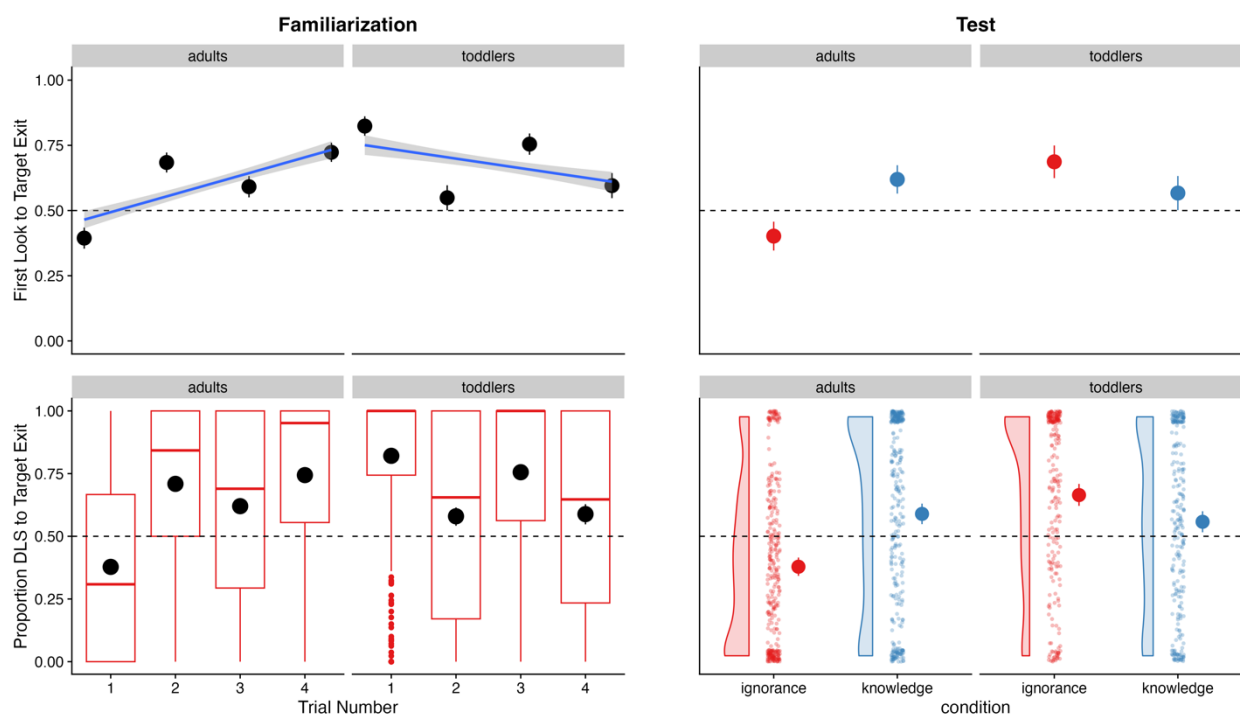 Familiarization
Test
adults
toddlers
adults
toddlers
First Look to Target Exit
1.00
0.75
0.50
0.25
0.00
adults
toddlers
adults
toddlers
Proportion DLS to Target Exit
1.00
0.75
0.50
0.25
0.00
1 2 3 4 1 2 3 4
ignorance knowledge ignorance knowledge
Trial Number
condition